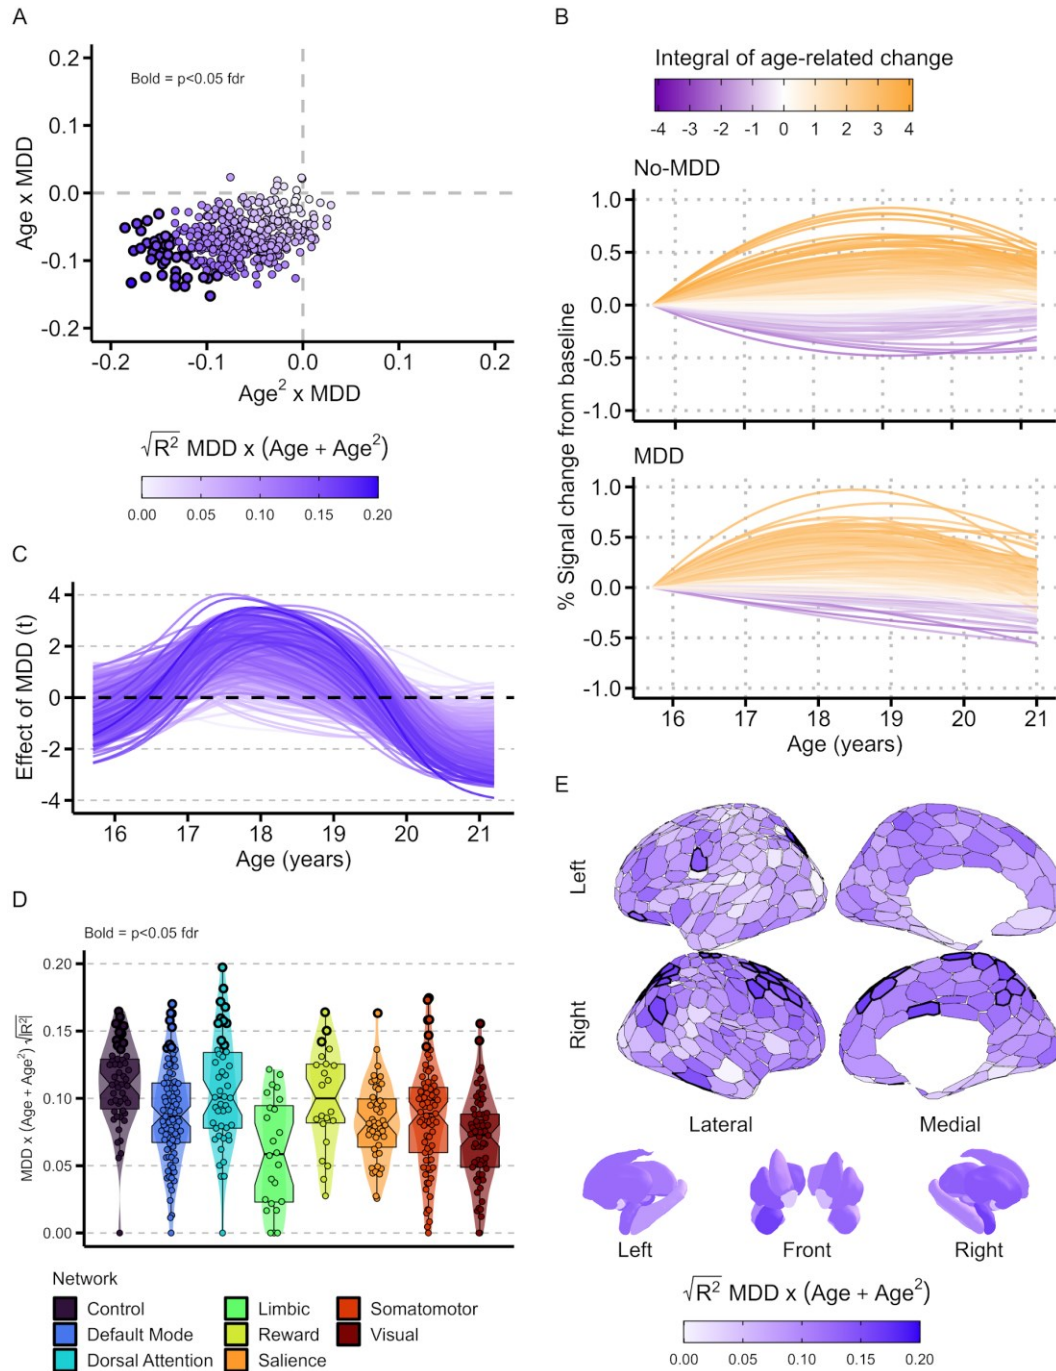 A
0.2
Bold = p<0.05 fdr
0.1
0.0
-0.1
-0.2
Age x MDD
-0.2 -0.1 0.0 0.1 0.2
Age² x MDD
√R² MDD x (Age + Age²)
0.00 0.05 0.10 0.15 0.20
B
Integral of age-related change
-4 -3 -2 -1 0 1 2 3 4
No-MDD
1.0
0.5
0.0
-0.5
-1.0
% Signal change from baseline
MDD
1.0
0.5
0.0
-0.5
-1.0
16 17 18 19 20 21
Age (years)
C
4
2
0
-2
-4
Effect of MDD (t)
16 17 18 19 20 21
Age (years)
D
Bold = p<0.05 fdr
0.20
0.15
0.10
0.05
0.00
MDD x (Age + Age²) √R²
Network
Control
Default Mode
Dorsal Attention
Limbic
Reward
Salience
Somatomotor
Visual
E
Left
Right
Lateral Medial
Left Front Right
√R² MDD x (Age + Age²)
0.00 0.05 0.10 0.15 0.20